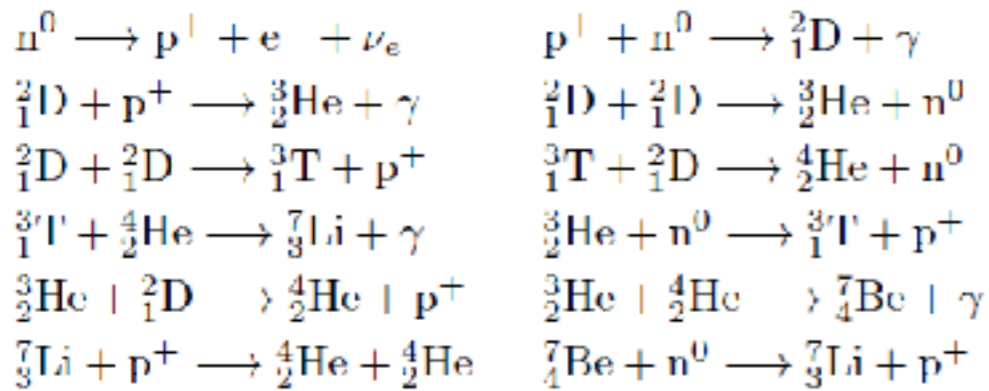 n⁰ ⟶ p⁺ + e⁻ + ν̅ₑ    p⁺ + n⁰ ⟶ ²₁D + γ
²₁D + p⁺ ⟶ ³₂He + γ    ²₁D + ²₁D ⟶ ³₂He + n⁰
²₁D + ²₁D ⟶ ³₁T + p⁺    ³₁T + ²₁D ⟶ ⁴₂He + n⁰
³₁T + ⁴₂He ⟶ ⁷₃Li + γ    ³₂He + n⁰ ⟶ ³₁T + p⁺
³₂He + ²₁D ⟶ ⁴₂He + p⁺    ³₂He + ⁴₂He ⟶ ⁷₄Be + γ
⁷₃Li + p⁺ ⟶ ⁴₂He + ⁴₂He    ⁷₄Be + n⁰ ⟶ ⁷₃Li + p⁺